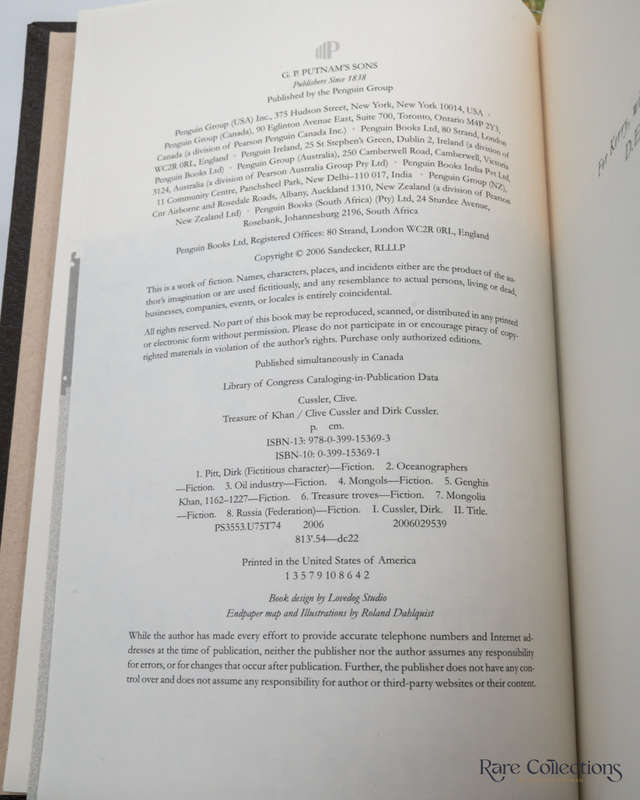 P
G. P. PUTNAM'S SONS
Publishers Since 1838
Published by the Penguin Group
Penguin Group (USA) Inc., 375 Hudson Street, New York, New York 10014, USA ·
Penguin Group (Canada), 90 Eglinton Avenue East, Suite 700, Toronto, Ontario M4P 2Y3,
Canada (a division of Pearson Penguin Canada Inc.) · Penguin Books Ltd, 80 Strand, London
WC2R 0RL, England · Penguin Ireland, 25 St Stephen's Green, Dublin 2, Ireland (a division of
Penguin Books Ltd) · Penguin Group (Australia), 250 Camberwell Road, Camberwell, Victoria
3124, Australia (a division of Pearson Australia Group Pty Ltd) · Penguin Books India Pvt Ltd,
11 Community Centre, Panchsheel Park, New Delhi–110 017, India · Penguin Group (NZ),
Cnr Airborne and Rosedale Roads, Albany, Auckland 1310, New Zealand (a division of Pearson
New Zealand Ltd) · Penguin Books (South Africa) (Pty) Ltd, 24 Sturdee Avenue,
Rosebank, Johannesburg 2196, South Africa
Penguin Books Ltd, Registered Offices: 80 Strand, London WC2R 0RL, England
Copyright © 2006 Sandecker, RLLLP
This is a work of fiction. Names, characters, places, and incidents either are the product of the au-
thor's imagination or are used fictitiously, and any resemblance to actual persons, living or dead,
businesses, companies, events, or locales is entirely coincidental.
All rights reserved. No part of this book may be reproduced, scanned, or distributed in any printed
or electronic form without permission. Please do not participate in or encourage piracy of copy-
righted materials in violation of the author's rights. Purchase only authorized editions.
Published simultaneously in Canada
Library of Congress Cataloging-in-Publication Data
Cussler, Clive.
Treasure of Khan / Clive Cussler and Dirk Cussler.
p. cm.
ISBN-13: 978-0-399-15369-3
ISBN-10: 0-399-15369-1
1. Pitt, Dirk (Fictitious character)—Fiction. 2. Oceanographers
—Fiction. 3. Oil industry—Fiction. 4. Mongols—Fiction. 5. Genghis
Khan, 1162–1227—Fiction. 6. Treasure troves—Fiction. 7. Mongolia
—Fiction. 8. Russia (Federation)—Fiction. I. Cussler, Dirk. II. Title.
PS3553.U75T74 2006 2006029539
813'.54—dc22
Printed in the United States of America
1 3 5 7 9 10 8 6 4 2
Book design by Lovedog Studio
Endpaper map and Illustrations by Roland Dahlquist
While the author has made every effort to provide accurate telephone numbers and Internet ad-
dresses at the time of publication, neither the publisher nor the author assumes any responsibility
for errors, or for changes that occur after publication. Further, the publisher does not have any con-
trol over and does not assume any responsibility for author or third-party websites or their content.
For Kerry,
Rare Collections